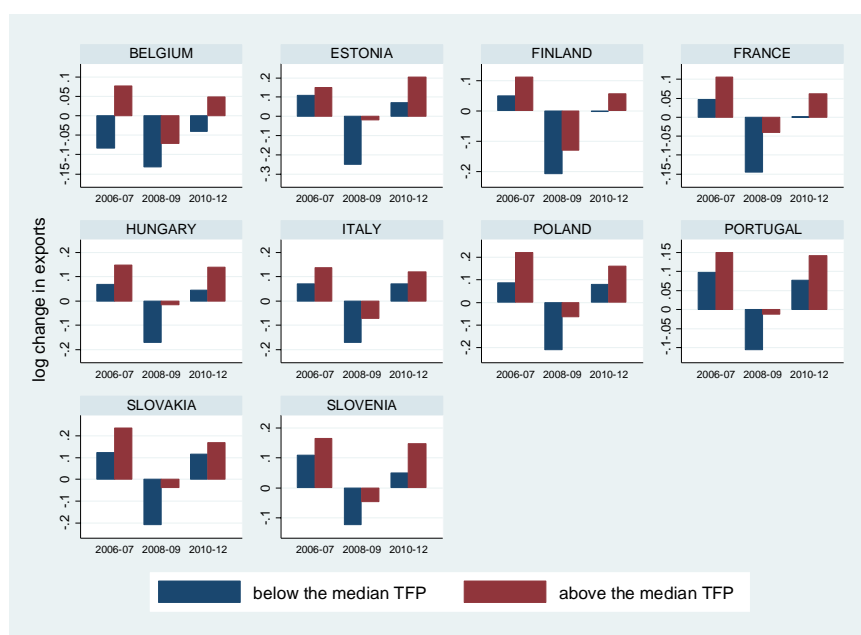 log change in exports
BELGIUM
.1
.05
0
-.05
-.1
-.15
2006-07 2008-09 2010-12
ESTONIA
.2
.1
0
-.1
-.2
-.3
2006-07 2008-09 2010-12
FINLAND
.1
0
-.1
-.2
2006-07 2008-09 2010-12
FRANCE
.1
.05
0
-.05
-.1
-.15
2006-07 2008-09 2010-12
HUNGARY
.2
.1
0
-.1
-.2
2006-07 2008-09 2010-12
ITALY
.2
.1
0
-.1
-.2
2006-07 2008-09 2010-12
POLAND
.2
.1
0
-.1
-.2
2006-07 2008-09 2010-12
PORTUGAL
.15
.1
.05
0
-.05
-.1
2006-07 2008-09 2010-12
SLOVAKIA
.2
.1
0
-.1
-.2
2006-07 2008-09 2010-12
SLOVENIA
.2
.1
0
-.1
2006-07 2008-09 2010-12
below the median TFP above the median TFP